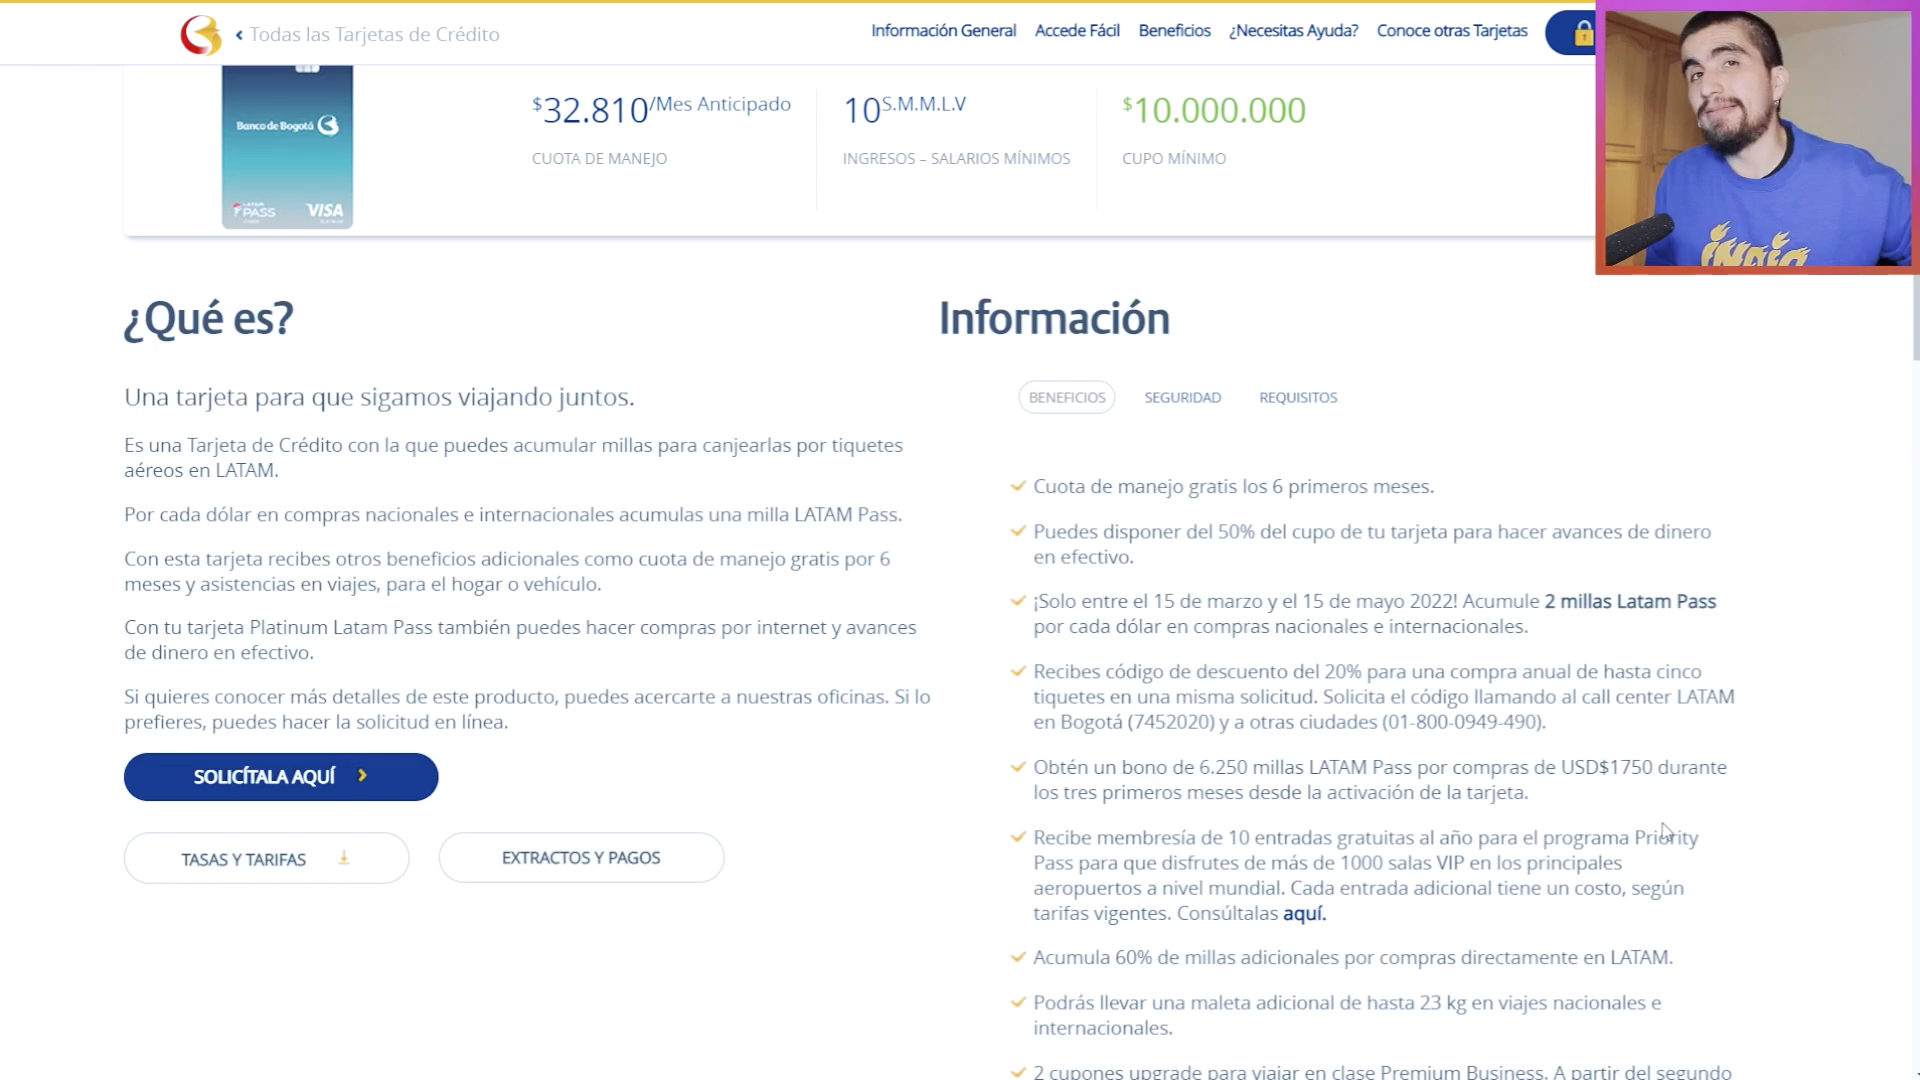 Todas las Tarjetas de Crédito
Información General
Accede Fácil
Beneficios
¿Necesitas Ayuda?
Conoce otras Tarjetas
Banco de Bogotá
LATAM
PASS
VISA
$32.810/Mes Anticipado
CUOTA DE MANEJO
10S.M.M.L.V
INGRESOS – SALARIOS MÍNIMOS
$10.000.000
CUPO MÍNIMO
¿Qué es?
Una tarjeta para que sigamos viajando juntos.
Es una Tarjeta de Crédito con la que puedes acumular millas para canjearlas por tiquetes
aéreos en LATAM.
Por cada dólar en compras nacionales e internacionales acumulas una milla LATAM Pass.
Con esta tarjeta recibes otros beneficios adicionales como cuota de manejo gratis por 6
meses y asistencias en viajes, para el hogar o vehículo.
Con tu tarjeta Platinum Latam Pass también puedes hacer compras por internet y avances
de dinero en efectivo.
Si quieres conocer más detalles de este producto, puedes acercarte a nuestras oficinas. Si lo
prefieres, puedes hacer la solicitud en línea.
SOLICÍTALA AQUÍ
TASAS Y TARIFAS
EXTRACTOS Y PAGOS
Información
BENEFICIOS
SEGURIDAD
REQUISITOS
Cuota de manejo gratis los 6 primeros meses.
Puedes disponer del 50% del cupo de tu tarjeta para hacer avances de dinero
en efectivo.
¡Solo entre el 15 de marzo y el 15 de mayo 2022! Acumule 2 millas Latam Pass
por cada dólar en compras nacionales e internacionales.
Recibes código de descuento del 20% para una compra anual de hasta cinco
tiquetes en una misma solicitud. Solicita el código llamando al call center LATAM
en Bogotá (7452020) y a otras ciudades (01-800-0949-490).
Obtén un bono de 6.250 millas LATAM Pass por compras de USD$1750 durante
los tres primeros meses desde la activación de la tarjeta.
Recibe membresía de 10 entradas gratuitas al año para el programa Priority
Pass para que disfrutes de más de 1000 salas VIP en los principales
aeropuertos a nivel mundial. Cada entrada adicional tiene un costo, según
tarifas vigentes. Consúltalas aquí.
Acumula 60% de millas adicionales por compras directamente en LATAM.
Podrás llevar una maleta adicional de hasta 23 kg en viajes nacionales e
internacionales.
2 cupones upgrade para viajar en clase Premium Business. A partir del segundo